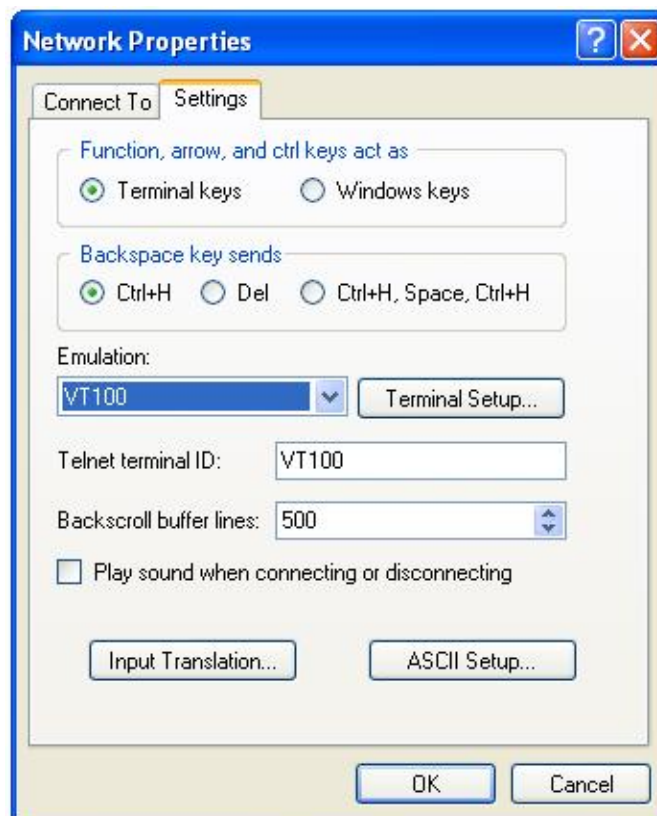 Network Properties
Connect To Settings
Function, arrow, and ctrl keys act as
Terminal keys Windows keys
Backspace key sends
Ctrl+H Del Ctrl+H, Space, Ctrl+H
Emulation:
VT100 Terminal Setup...
Telnet terminal ID: VT100
Backscroll buffer lines: 500
Play sound when connecting or disconnecting
Input Translation... ASCII Setup...
OK Cancel